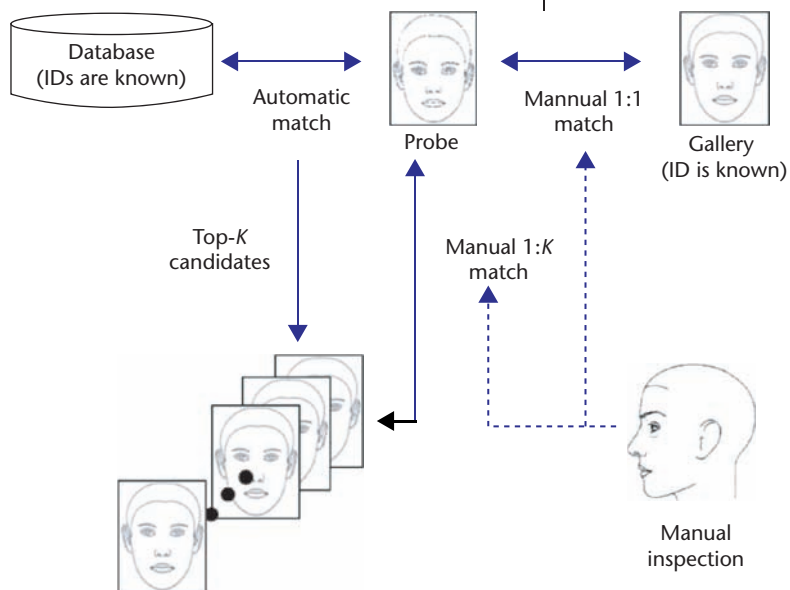 Database
(IDs are known)
Automatic
match
Probe
Mannual 1:1
match
Gallery
(ID is known)
Top-K
candidates
Manual 1:K
match
Manual
inspection